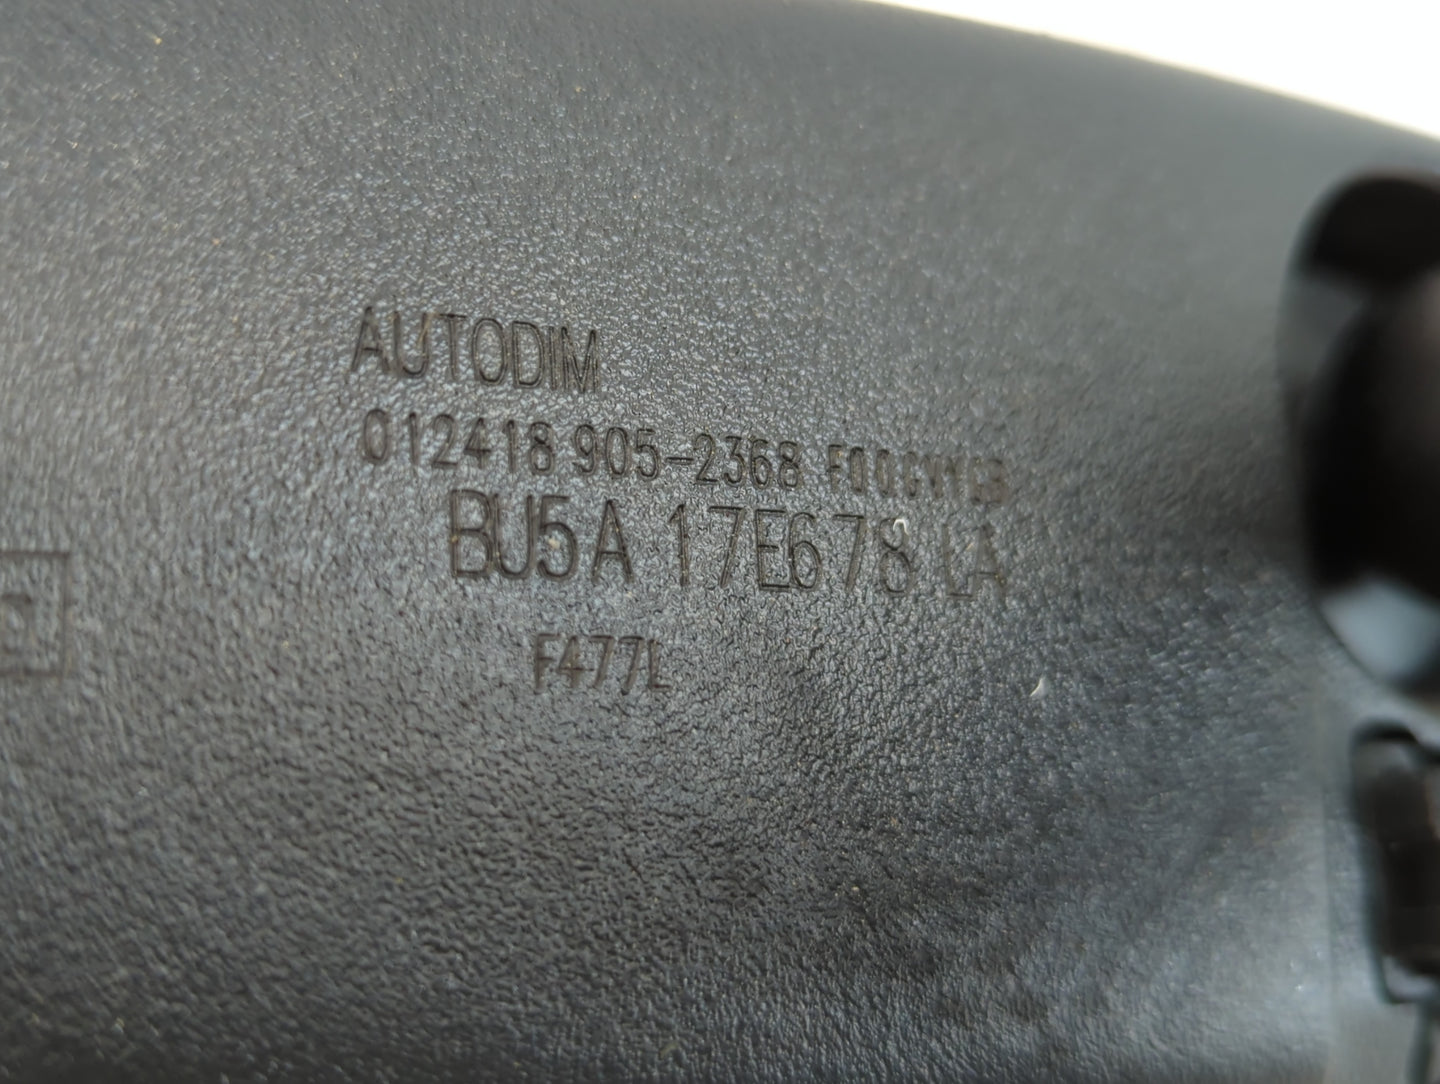 AUTODIM
012418 905-2368
BU5A 17E678 LA
F477L